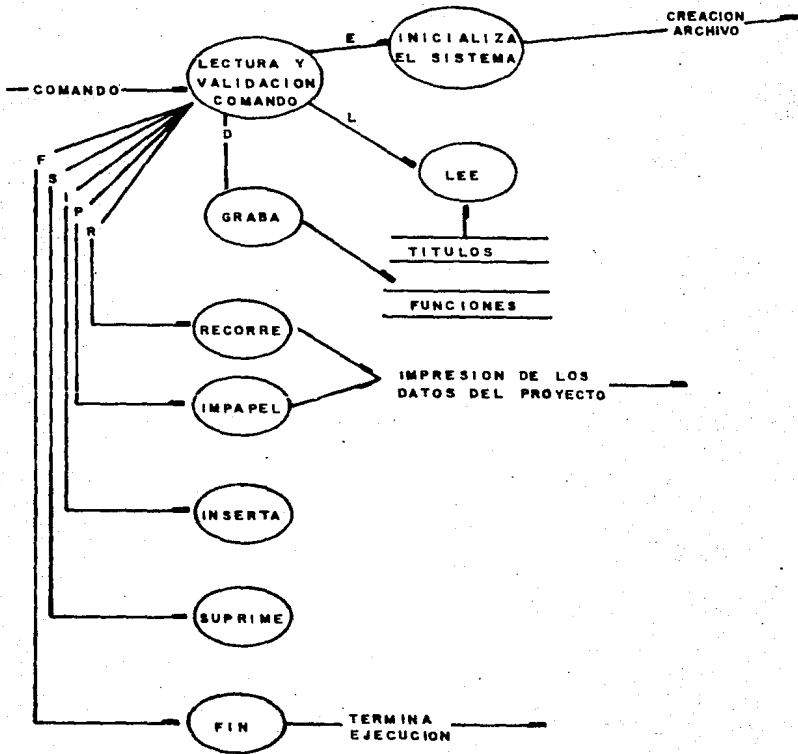 CREACION
ARCHIVO
E
INICIALIZA
EL SISTEMA
LECTURA Y
VALIDACION
COMANDO
COMANDO
L
D
F
S
I
P
R
LEE
GRABA
TITULOS
FUNCIONES
RECORRE
IMPRESION DE LOS
DATOS DEL PROYECTO
IMPAPEL
INSERTA
SUPRIME
FIN
TERMINA
EJECUCION